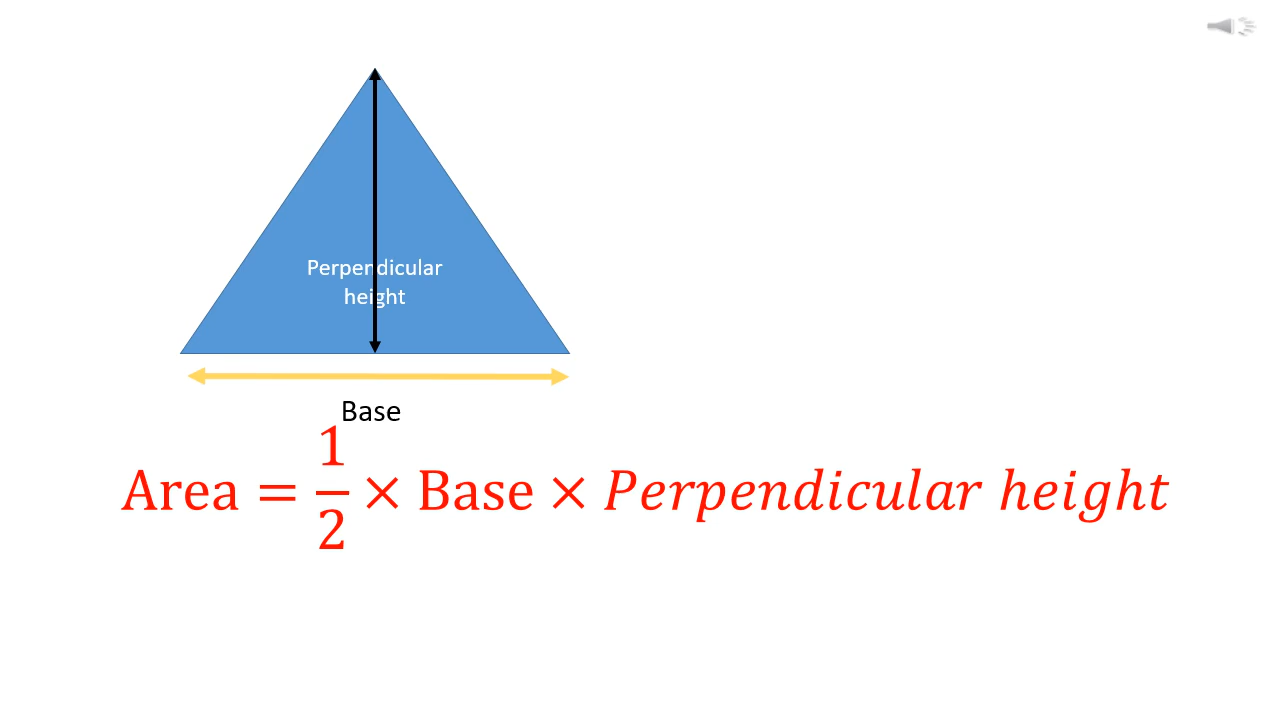 Perpendicular
height
Base
Area = 1/2 × Base × Perpendicular height